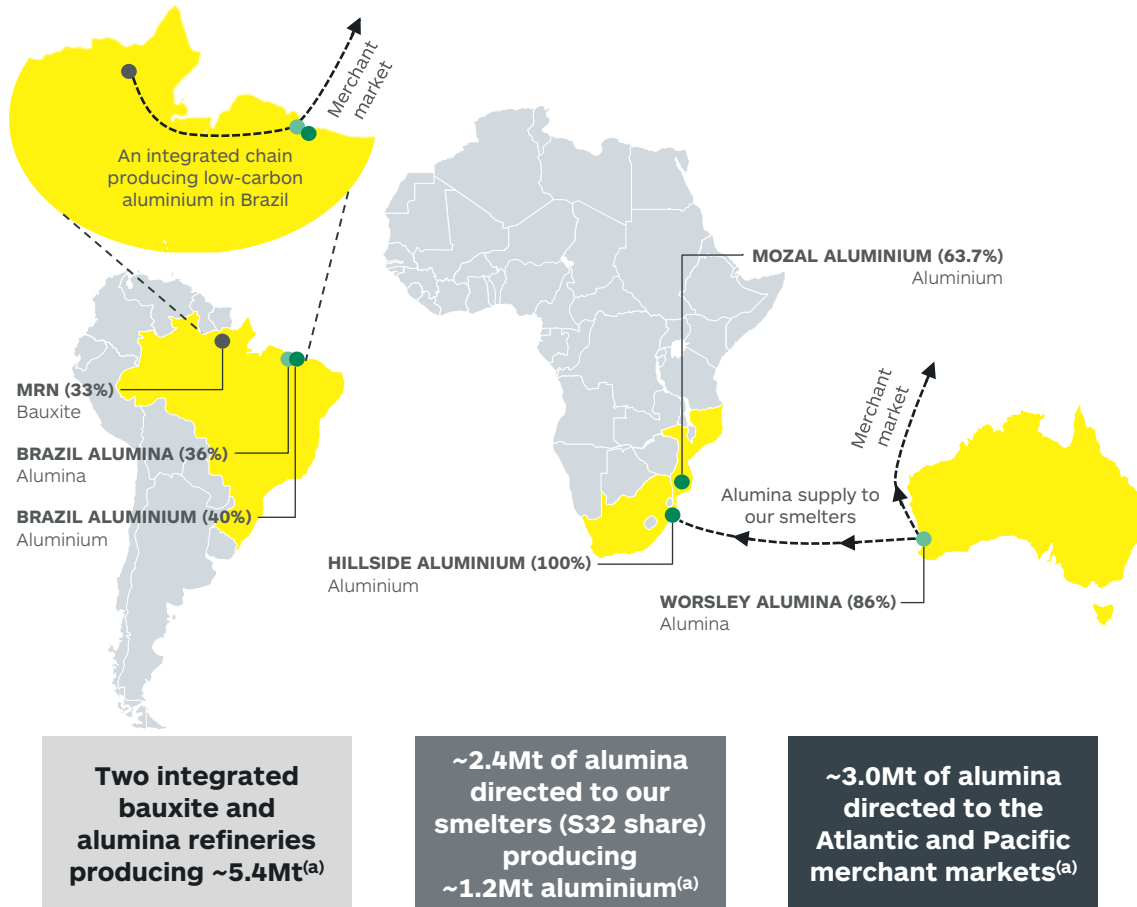 Merchant
market
An integrated chain
producing low-carbon
aluminium in Brazil
MOZAL ALUMINIUM (63.7%)
Aluminium
MRN (33%)
Bauxite
BRAZIL ALUMINA (36%)
Alumina
BRAZIL ALUMINIUM (40%)
Aluminium
Merchant
market
Alumina supply to
our smelters
HILLSIDE ALUMINIUM (100%)
Aluminium
WORSLEY ALUMINA (86%)
Alumina
Two integrated
bauxite and
alumina refineries
producing ~5.4Mt(a)
~2.4Mt of alumina
directed to our
smelters (S32 share)
producing
~1.2Mt aluminium(a)
~3.0Mt of alumina
directed to the
Atlantic and Pacific
merchant markets(a)